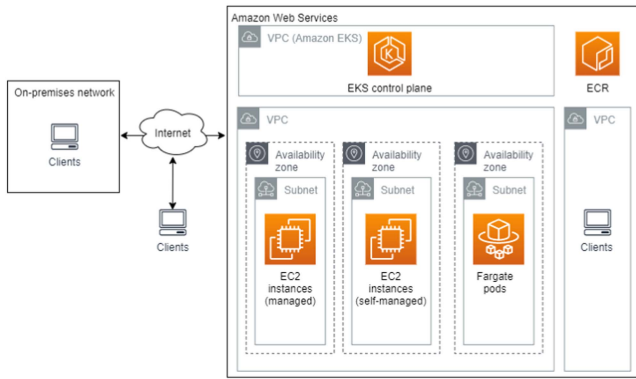 Amazon Web Services
VPC (Amazon EKS)
EKS control plane
ECR
On-premises network
Clients
Internet
Clients
VPC
Availability
zone
Subnet
EC2
instances
(managed)
Availability
zone
Subnet
EC2
instances
(self-managed)
Availability
zone
Subnet
Fargate
pods
VPC
Clients